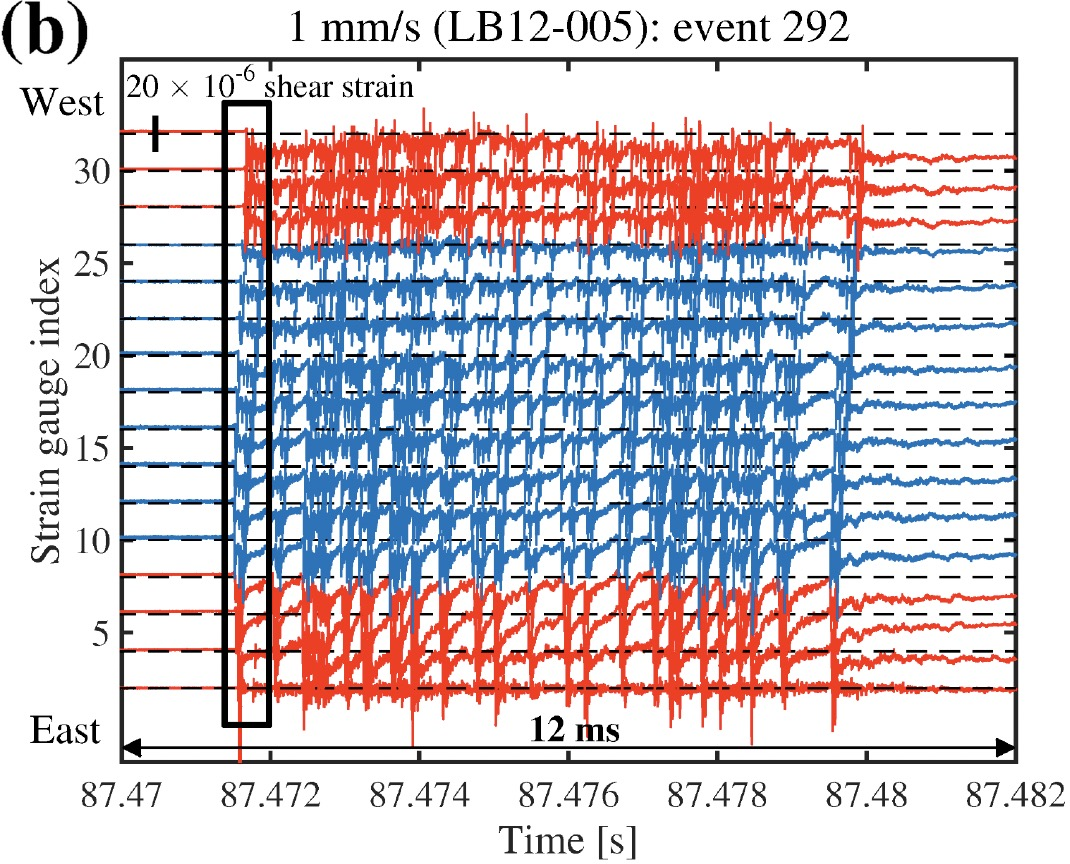 (b)
1 mm/s (LB12-005): event 292
20 × 10-6 shear strain
West
30
25
20
15
10
5
East
Strain gauge index
12 ms
87.47 87.472 87.474 87.476 87.478 87.48 87.482
Time [s]